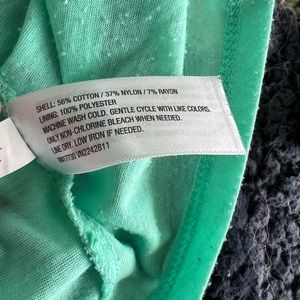 SHELL: 56% COTTON / 37% NYLON / 7% RAYON
LINING: 100% POLYESTER
MACHINE WASH COLD. GENTLE CYCLE WITH LIKE COLORS.
ONLY NON-CHLORINE BLEACH WHEN NEEDED.
LINE DRY, LOW IRON IF NEEDED.
VN2242811